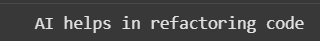 AI helps in refactoring code